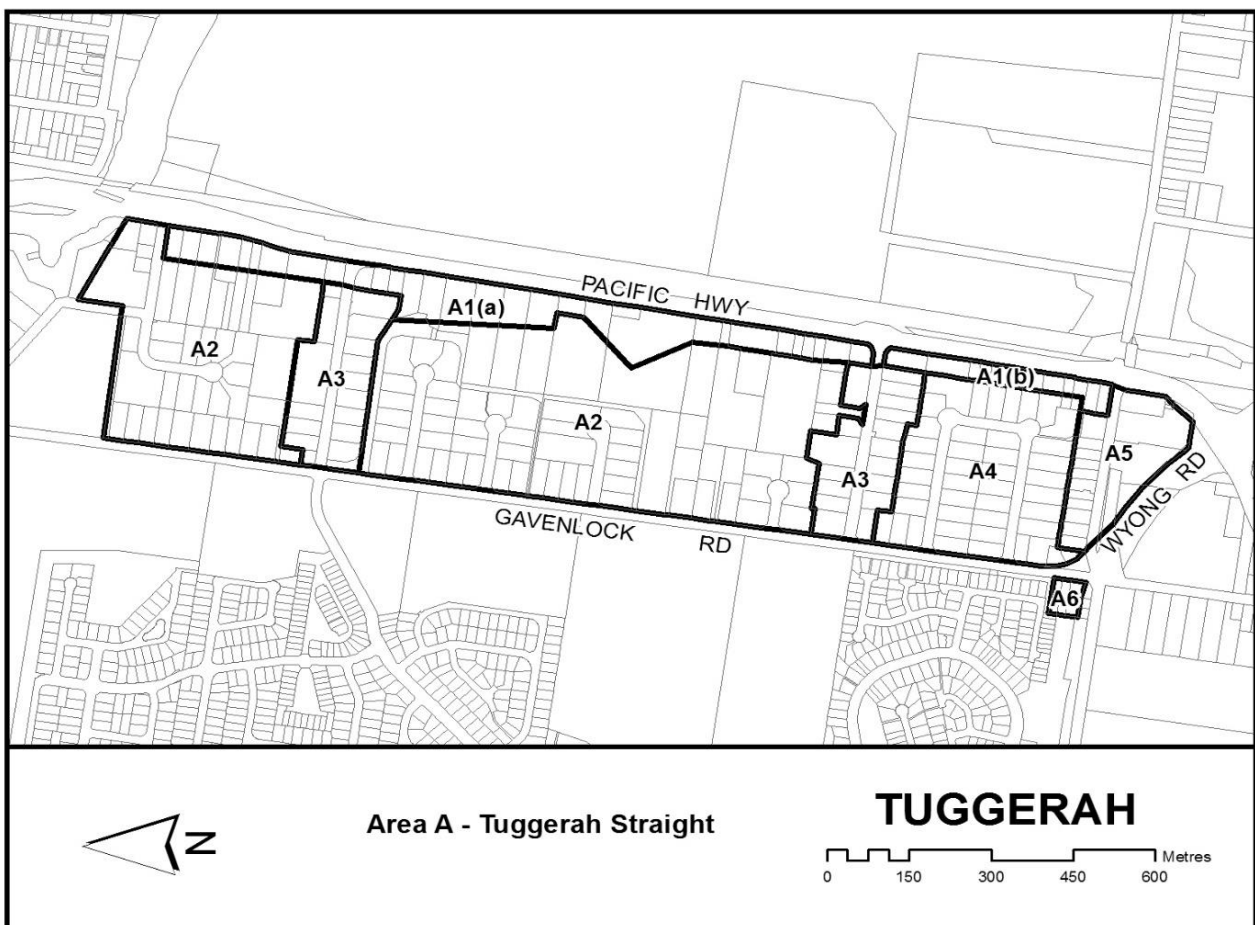 PACIFIC HWY
A1(a)
A1(b)
A2
A3
A2
A5
A3
A4
WYONG RD
GAVENLOCK RD
A6
TUGGERAH
Area A - Tuggerah Straight
N
Metres
0 150 300 450 600